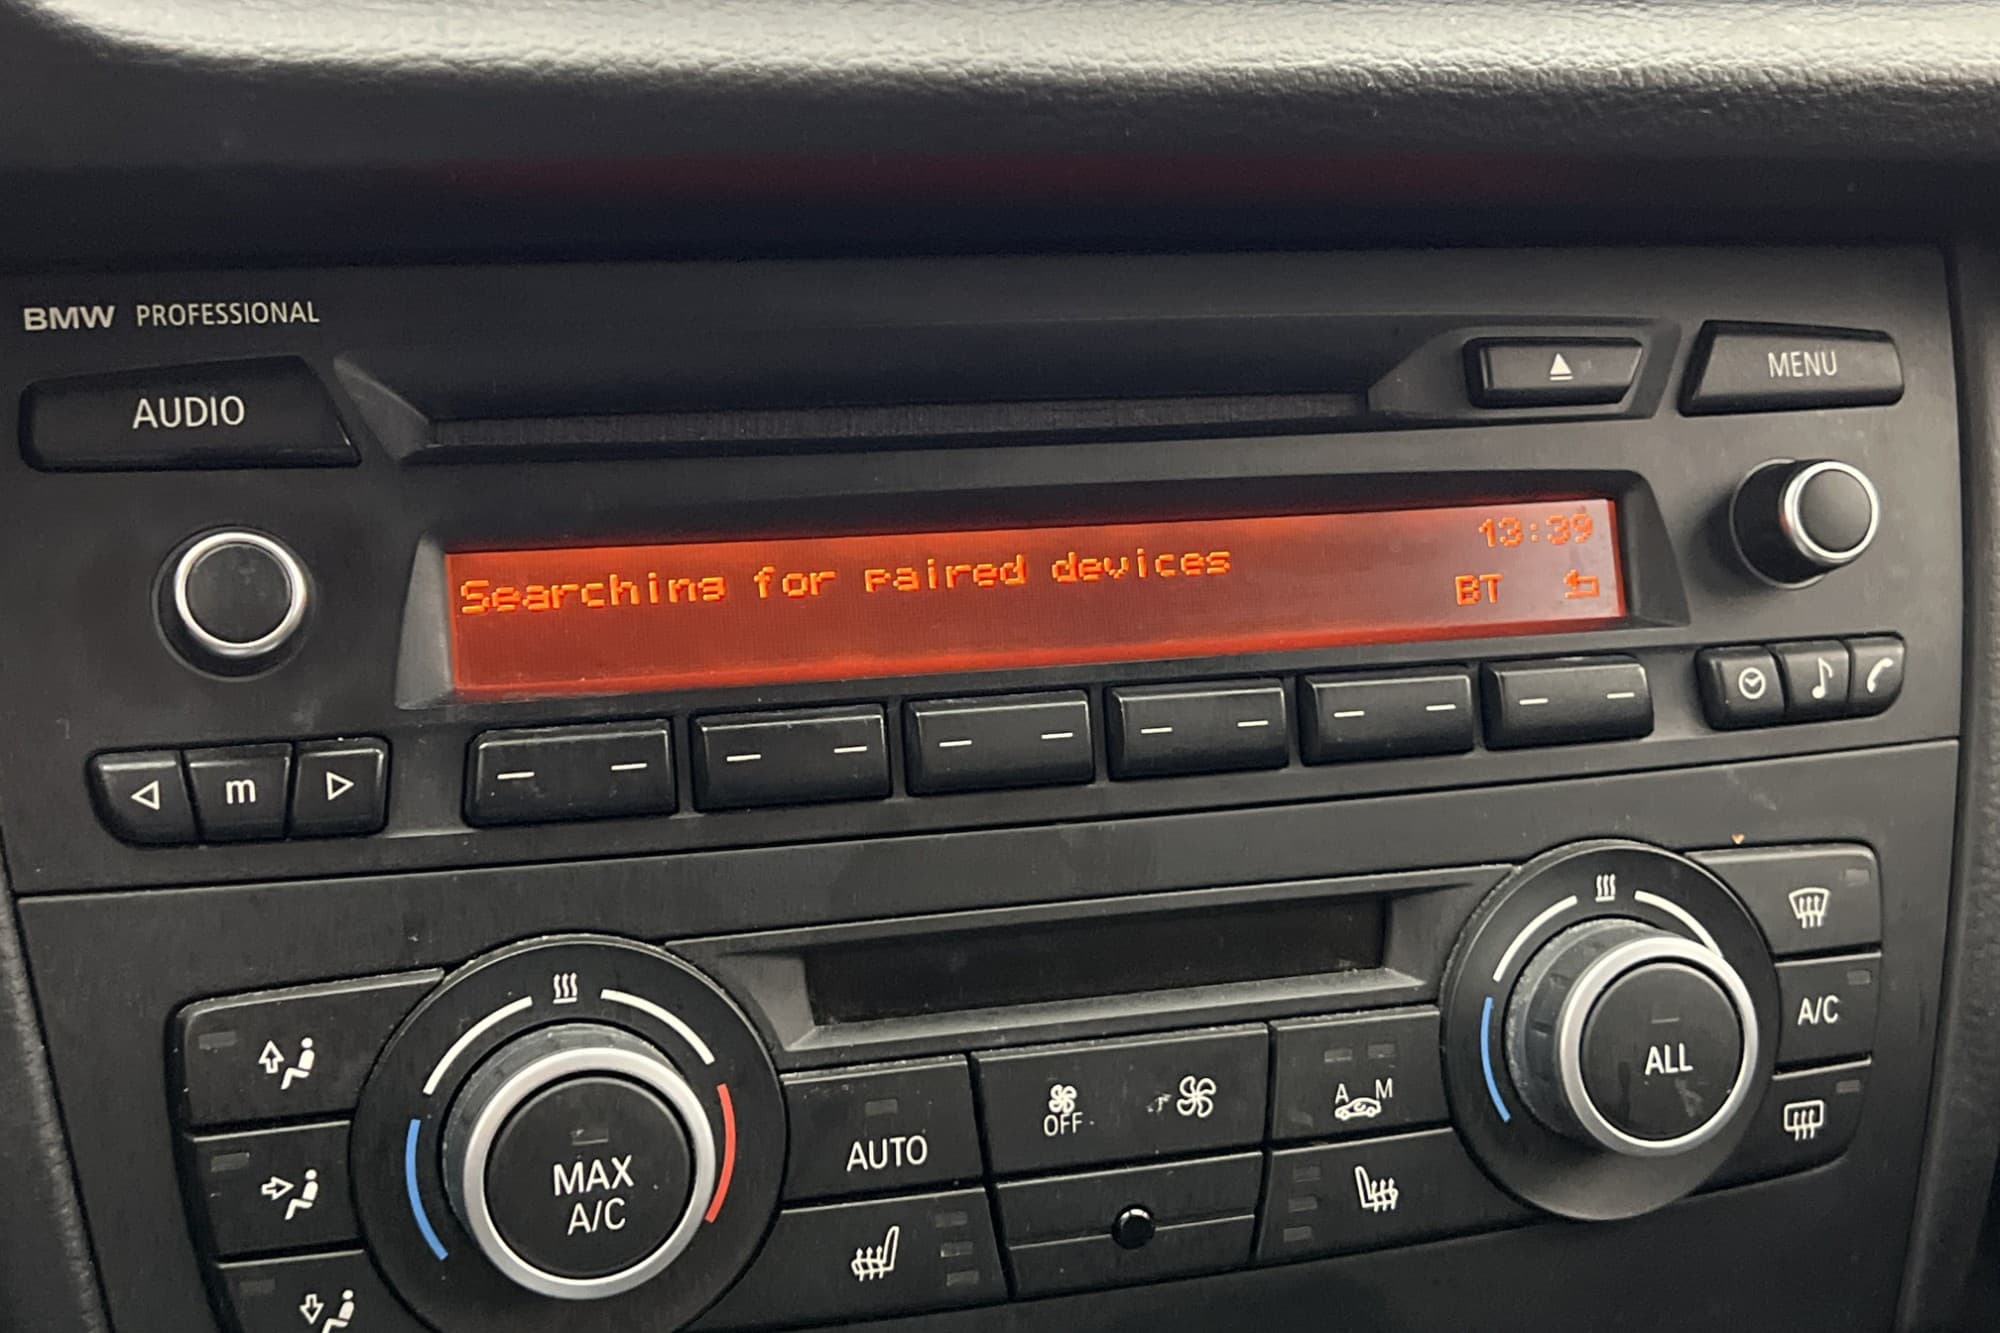 BMW PROFESSIONAL
AUDIO
MENU
13:39
Searching for paired devices
BT
m
MAX
A/C
AUTO
OFF
A M
ALL
A/C